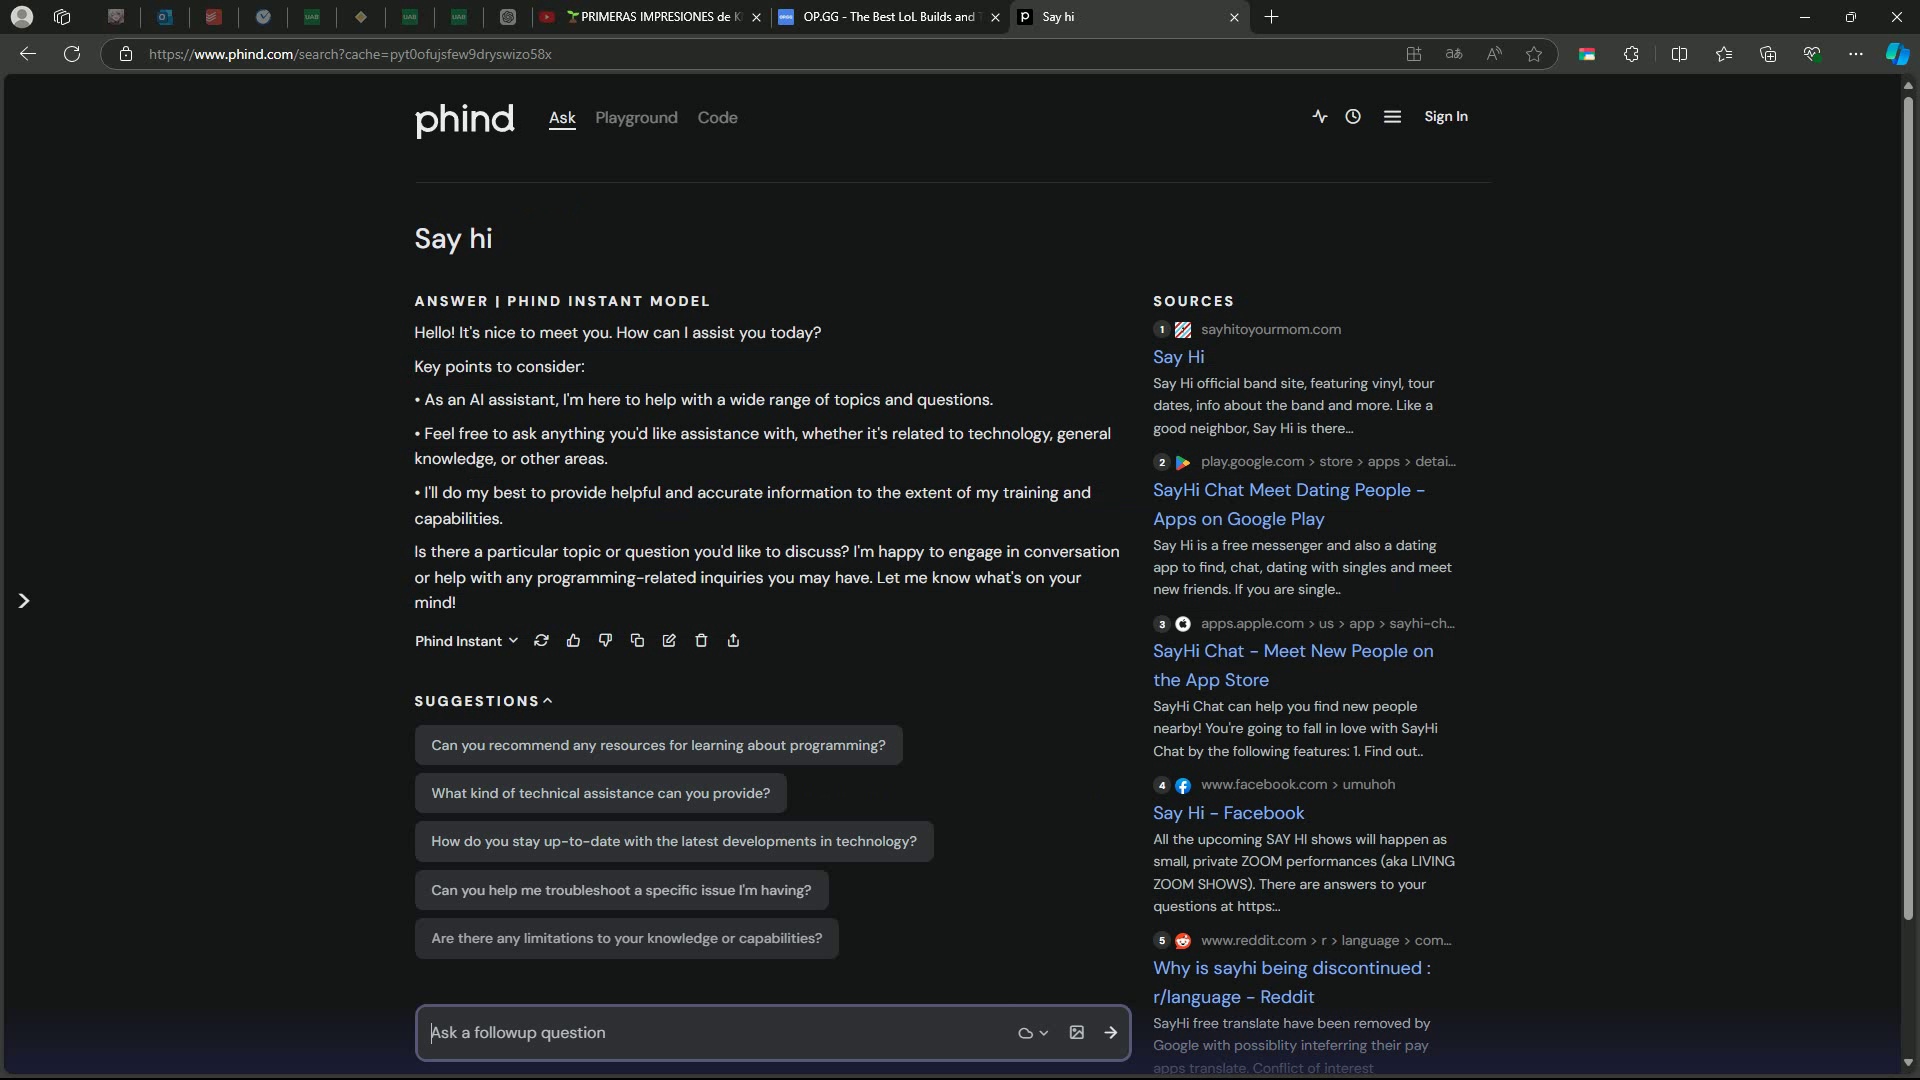 PRIMERAS IMPRESIONES de K
OP.GG - The Best LoL Builds and T
Say hi
https://www.phind.com/search?cache=pyt0ofujsfew9dryswizo58x
phind
Ask
Playground
Code
Sign In
Say hi
ANSWER | PHIND INSTANT MODEL
Hello! It's nice to meet you. How can I assist you today?
Key points to consider:
• As an AI assistant, I'm here to help with a wide range of topics and questions.
• Feel free to ask anything you'd like assistance with, whether it's related to technology, general
knowledge, or other areas.
• I'll do my best to provide helpful and accurate information to the extent of my training and
capabilities.
Is there a particular topic or question you'd like to discuss? I'm happy to engage in conversation
or help with any programming-related inquiries you may have. Let me know what's on your
mind!
Phind Instant
SUGGESTIONS
Can you recommend any resources for learning about programming?
What kind of technical assistance can you provide?
How do you stay up-to-date with the latest developments in technology?
Can you help me troubleshoot a specific issue I'm having?
Are there any limitations to your knowledge or capabilities?
Ask a followup question
SOURCES
1 sayhitoyourmom.com
Say Hi
Say Hi official band site, featuring vinyl, tour
dates, info about the band and more. Like a
good neighbor, Say Hi is there...
2 play.google.com > store > apps > detai...
SayHi Chat Meet Dating People -
Apps on Google Play
Say Hi is a free messenger and also a dating
app to find, chat, dating with singles and meet
new friends. If you are single..
3 apps.apple.com > us > app > sayhi-ch...
SayHi Chat - Meet New People on
the App Store
SayHi Chat can help you find new people
nearby! You're going to fall in love with SayHi
Chat by the following features: 1. Find out..
4 www.facebook.com > umuhoh
Say Hi - Facebook
All the upcoming SAY HI shows will happen as
small, private ZOOM performances (aka LIVING
ZOOM SHOWS). There are answers to your
questions at https:..
5 www.reddit.com > r > language > com...
Why is sayhi being discontinued :
r/language - Reddit
SayHi free translate have been removed by
Google with possiblity inteferring their pay
apps translate. Conflict of interest